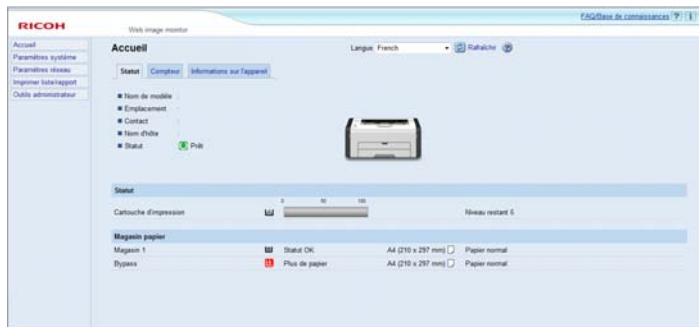 FAQ/Base de connaissances
RICOH
Web image monitor
Accueil
Paramètres système
Paramètres réseau
Imprimer liste/rapport
Outils administrateur
Accueil
Langue French
Rafraîchir
Statut Compteur Informations sur l'appareil
Nom de modèle :
Emplacement :
Contact :
Nom d'hôte :
Statut Prêt
Statut
0 50 100
Cartouche d'impression Niveau restant 6
Magasin papier
Magasin 1 Statut OK A4 (210 x 297 mm) Papier normal
Bypass Plus de papier A4 (210 x 297 mm) Papier normal